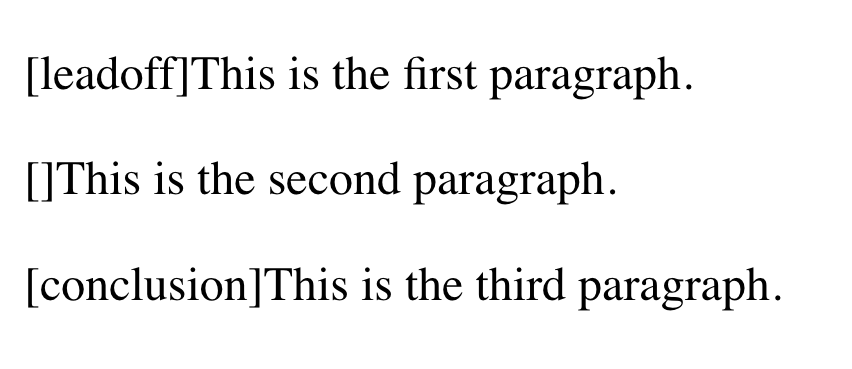 [leadoff]This is the first paragraph.
[]This is the second paragraph.
[conclusion]This is the third paragraph.